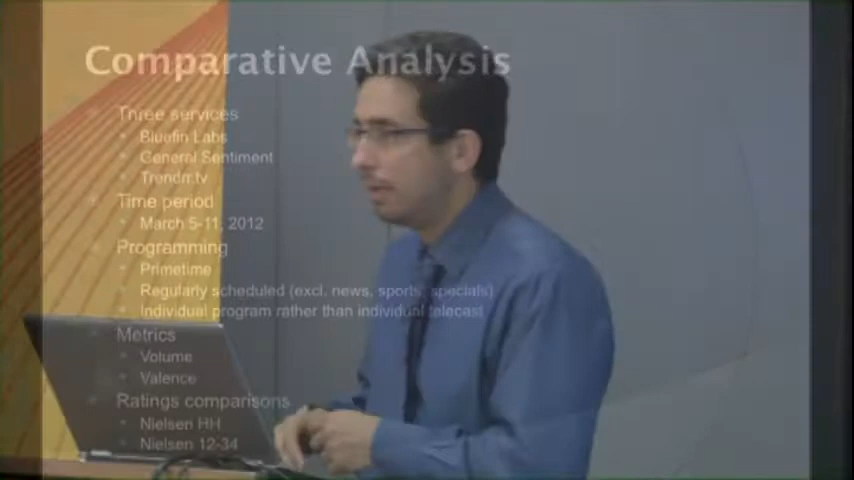 Comparative Analysis
Three services
Bluefin Labs
General Sentiment
Trendrr.tv
Time period
March 5-11, 2012
Programming
Primetime
Regularly scheduled (excl. news, sports, specials)
Individual program rather than individual telecast
Metrics
Volume
Valence
Ratings comparisons
Nielsen HH
Nielsen 12-34